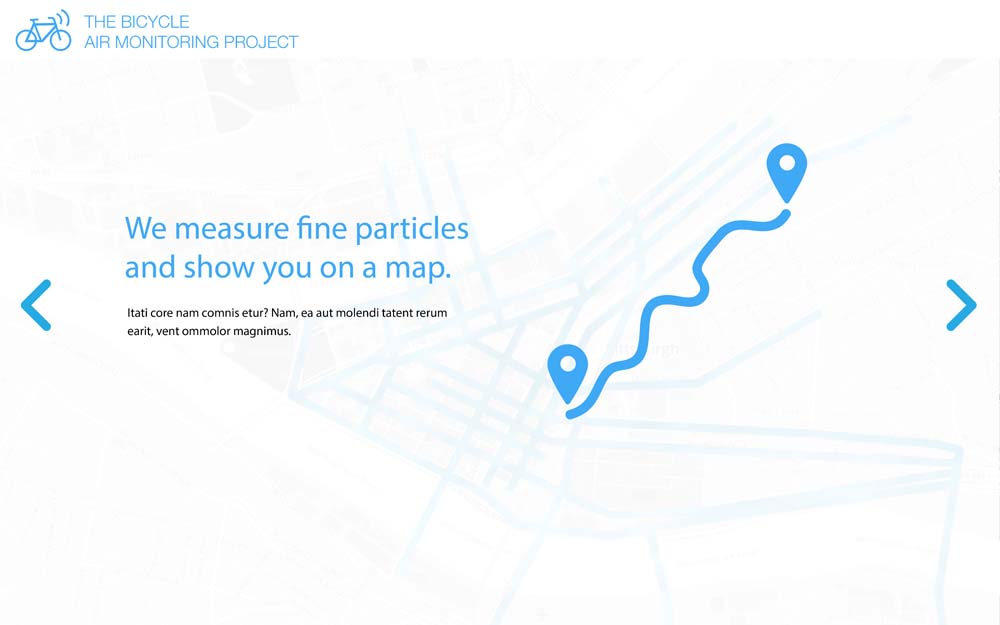 THE BICYCLE
AIR MONITORING PROJECT
We measure fine particles
and show you on a map.
Itati core nam comnis etur? Nam, ea aut molendi tatent rerum
earit, vent ommolor magnimus.